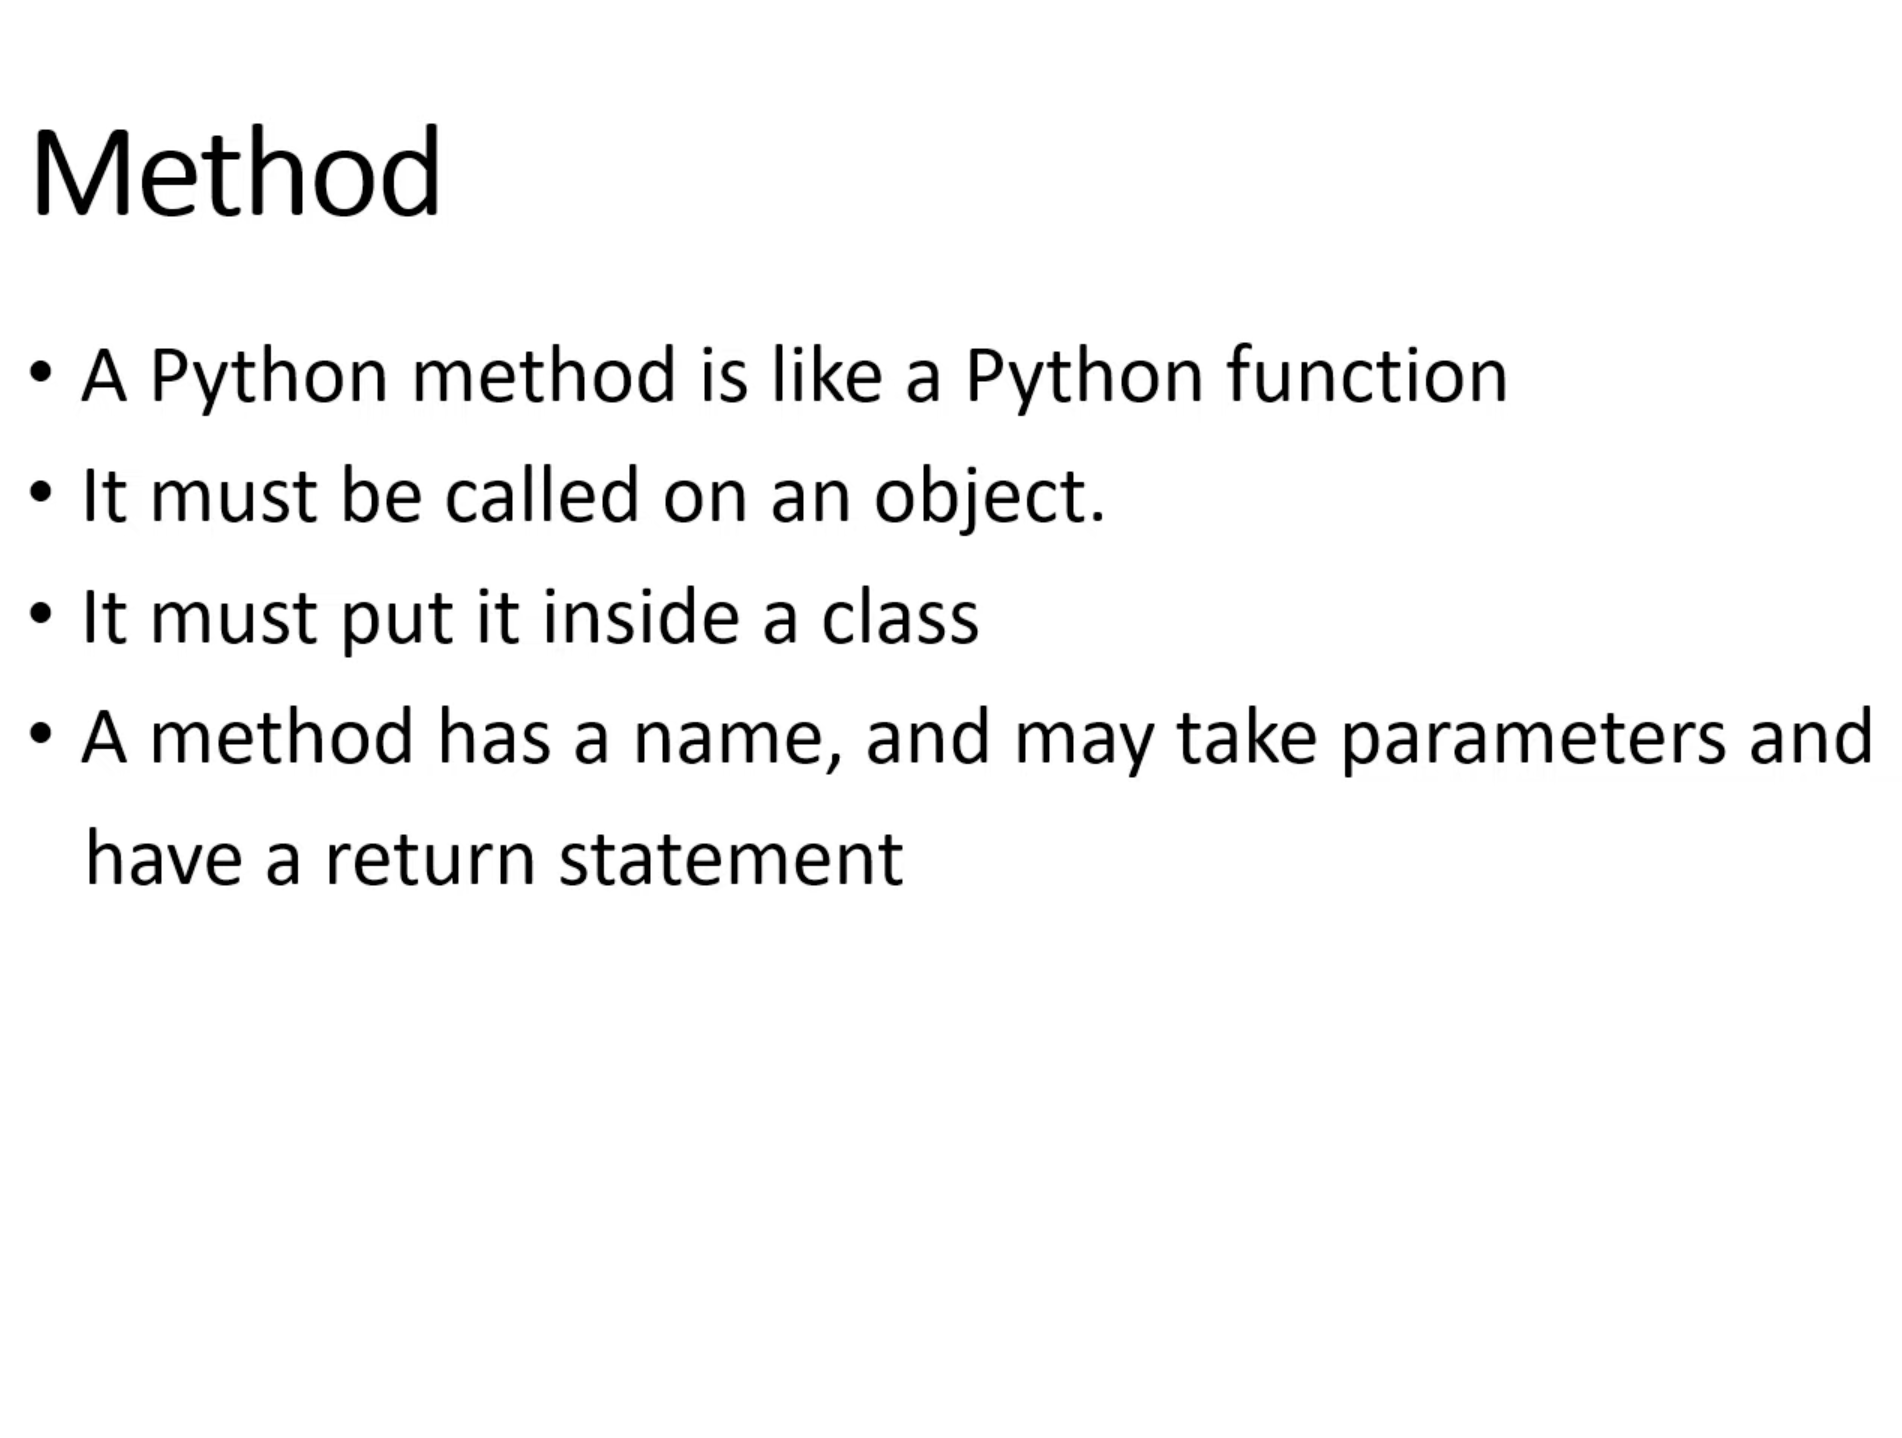 Method
• A Python method is like a Python function
• It must be called on an object.
• It must put it inside a class
• A method has a name, and may take parameters and
have a return statement